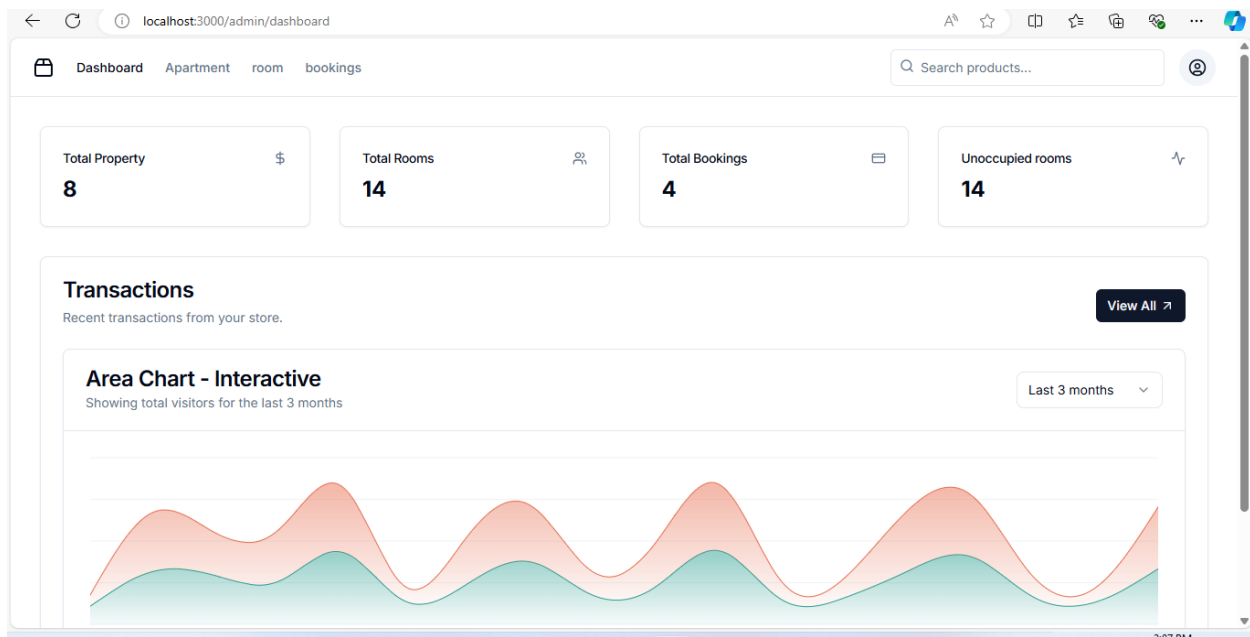 localhost:3000/admin/dashboard
Dashboard Apartment room bookings Search products...
Total Property $ Total Rooms Total Bookings Unoccupied rooms
8 14 4 14
Transactions
Recent transactions from your store.
View All
Area Chart - Interactive
Showing total visitors for the last 3 months
Last 3 months